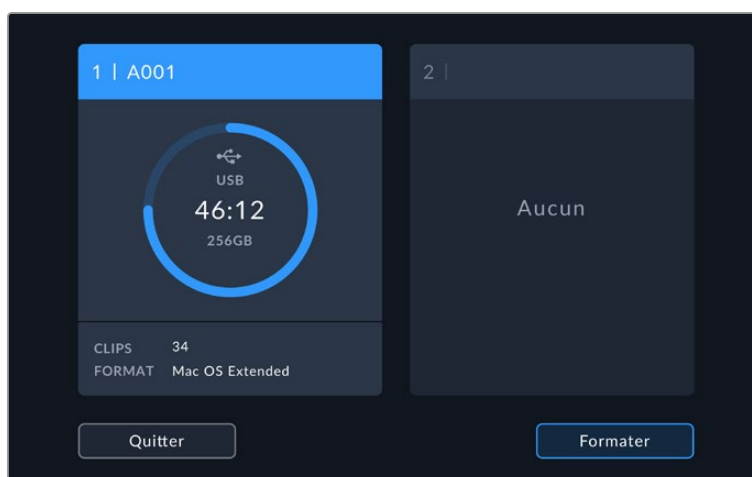 1 | A001
USB
46:12
256GB
CLIPS 34
FORMAT Mac OS Extended
2 |
Aucun
Quitter
Formater